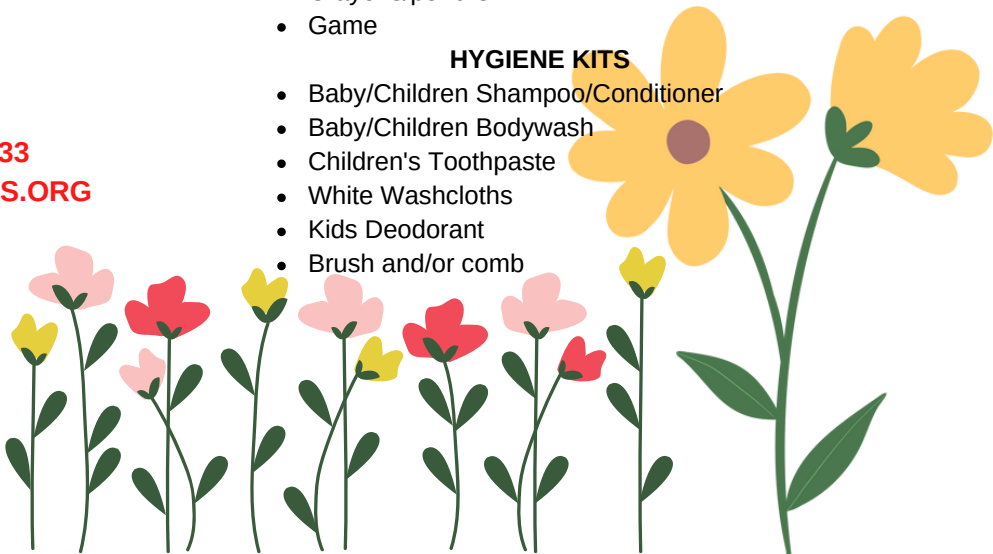 • Game
HYGIENE KITS
• Baby/Children Shampoo/Conditioner
• Baby/Children Bodywash
33
• Children's Toothpaste
S.ORG
• White Washcloths
• Kids Deodorant
• Brush and/or comb